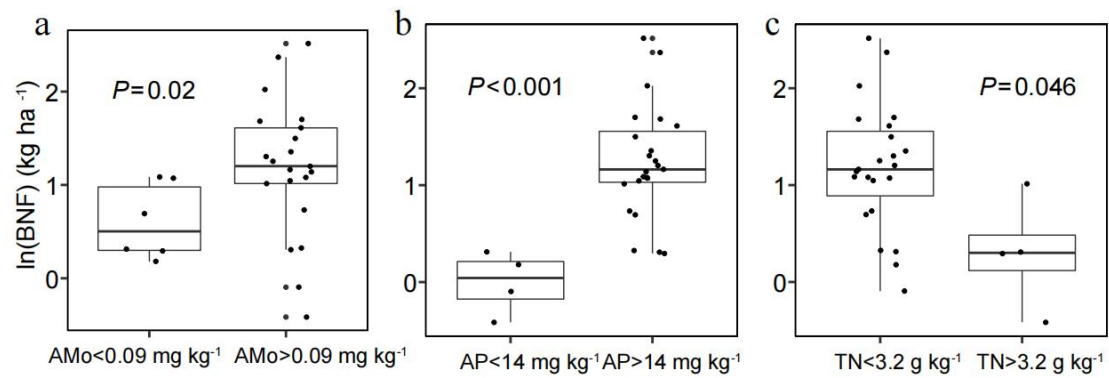 a
b
c
ln(BNF) (kg ha⁻¹)
2
1
0
P=0.02
AMo<0.09 mg kg⁻¹
AMo>0.09 mg kg⁻¹
2
1
0
P<0.001
AP<14 mg kg⁻¹
AP>14 mg kg⁻¹
2
1
0
P=0.046
TN<3.2 g kg⁻¹
TN>3.2 g kg⁻¹